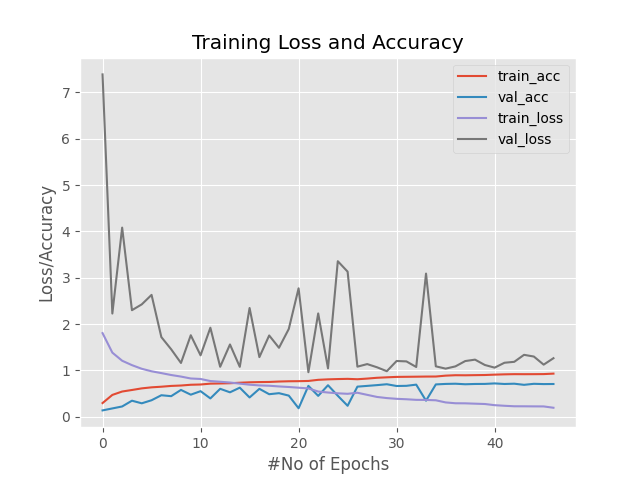 Training Loss and Accuracy
train_acc
val_acc
train_loss
val_loss
Loss/Accuracy
7
6
5
4
3
2
1
0
0 10 20 30 40
#No of Epochs